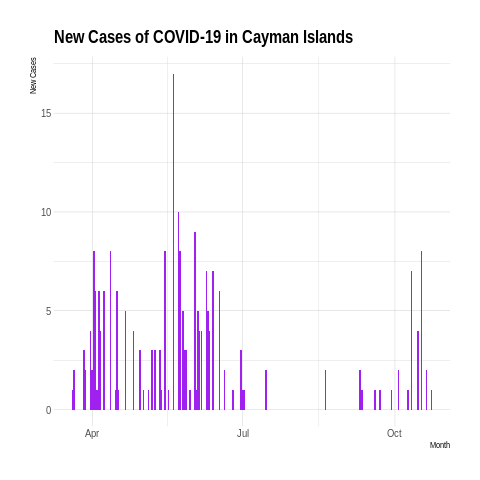 New Cases of COVID-19 in Cayman Islands
New Cases
15
10
5
0
Apr Jul Oct
Month